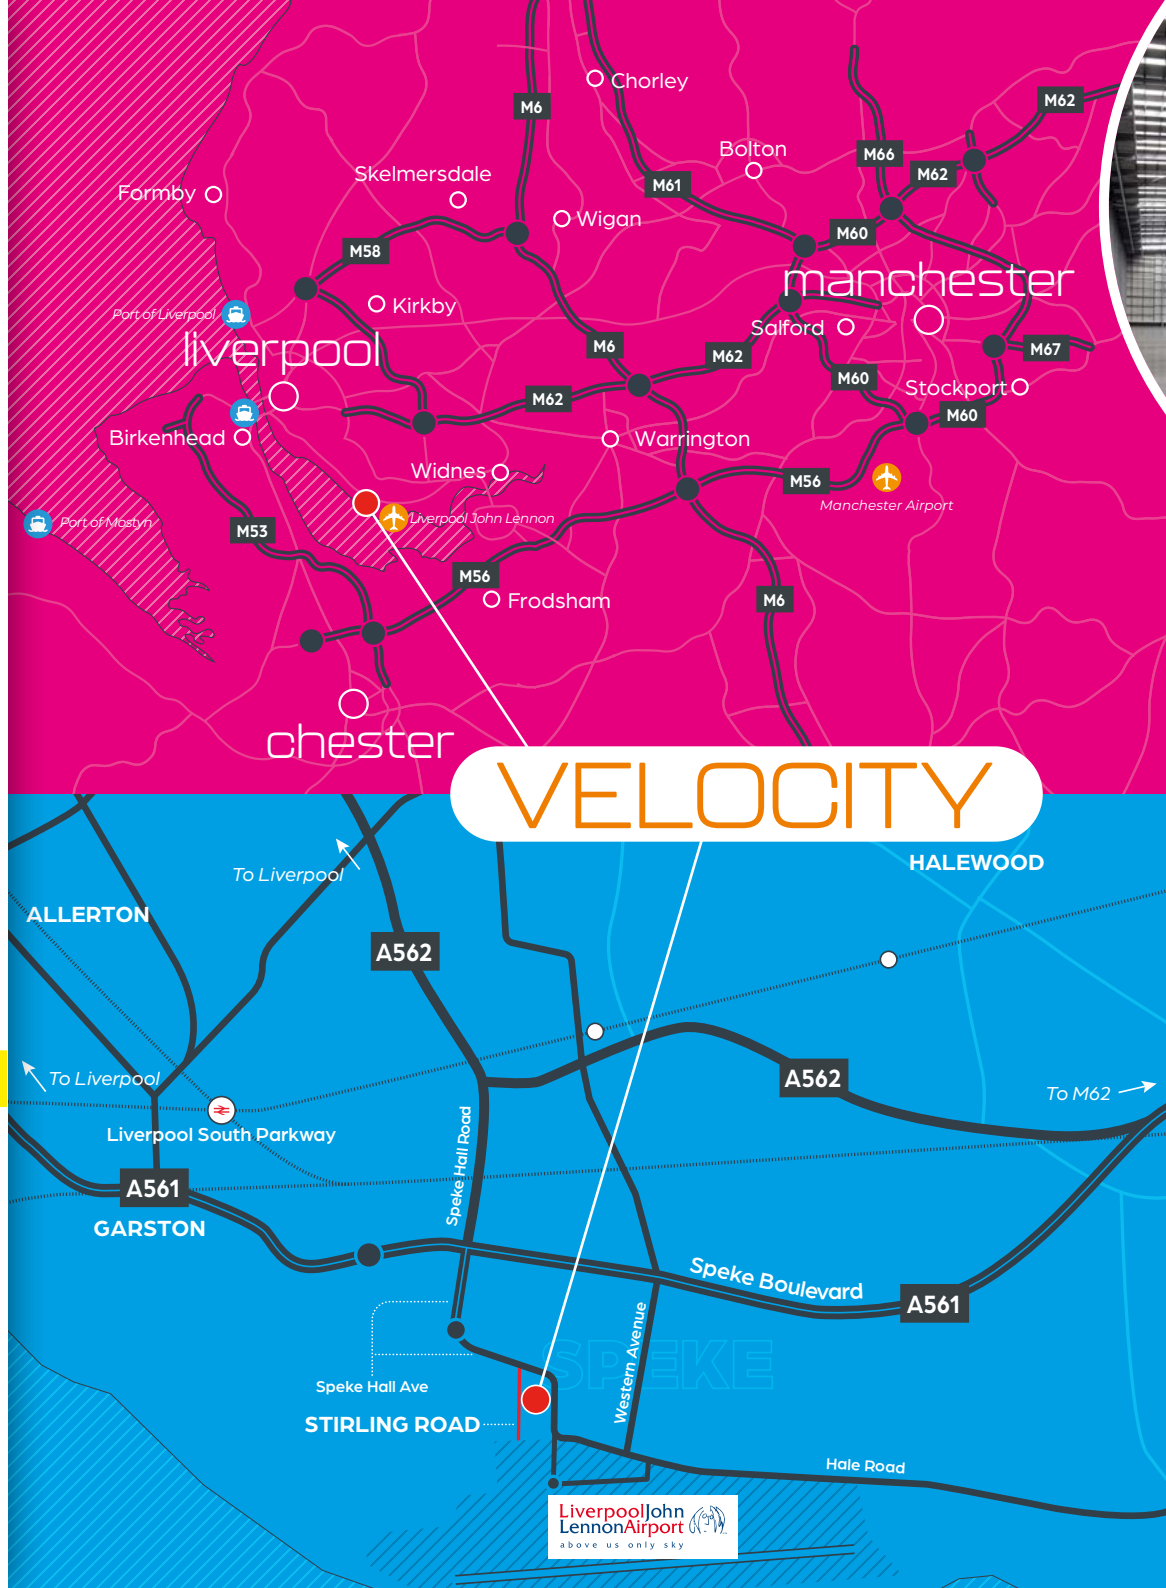 M6
Chorley
M62
Bolton
M66
Skelmersdale
M62
M61
Formby
Wigan
M60
M58
manchester
Kirkby
Port of Liverpool
Salford
liverpool
M6
M62
M67
M60
Stockport
M62
M60
Birkenhead
Warrington
Widnes
M56
Manchester Airport
Port of Mostyn
Liverpool John Lennon
M53
M56
Frodsham
M6
chester
VELOCITY
HALEWOOD
To Liverpool
ALLERTON
A562
To Liverpool
A562
To M62
Liverpool South Parkway
Speke Hall Road
A561
GARSTON
Speke Boulevard
A561
SPEKE
Western Avenue
Speke Hall Ave
STIRLING ROAD
Hale Road
LiverpoolJohn
LennonAirport
above us only sky